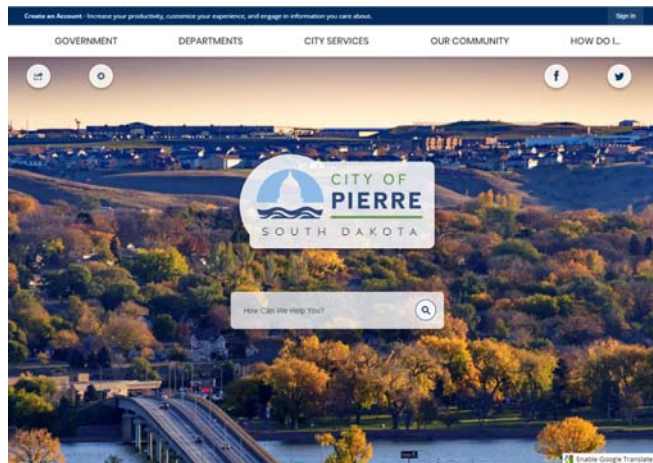 Create an Account - Increase your productivity, customize your experience, and engage in information you care about. Sign In
GOVERNMENT DEPARTMENTS CITY SERVICES OUR COMMUNITY HOW DO I...
CITY OF
PIERRE
SOUTH DAKOTA
How Can We Help You?
Enable Google Translate